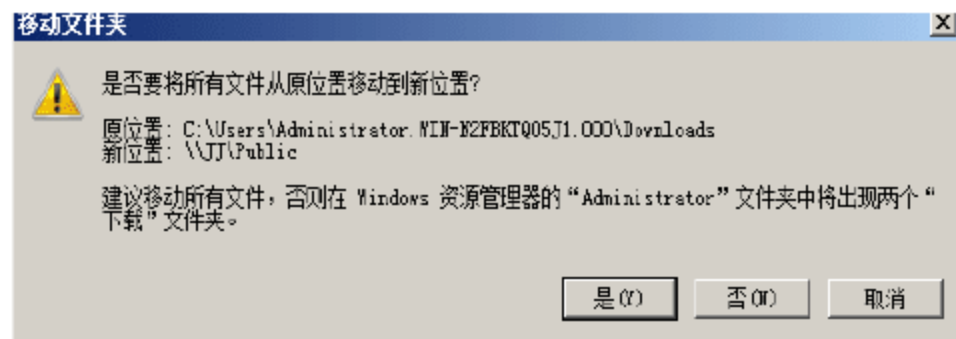 移动文件夹
是否要将所有文件从原位置移动到新位置?
原位置: C:\Users\Administrator.WIN-N2FBKTQ05J1.000\Downloads
新位置: \\JJ\Public
建议移动所有文件，否则在 Windows 资源管理器的“Administrator”文件夹中将出现两个“
下载”文件夹。
是(Y) 否(N) 取消